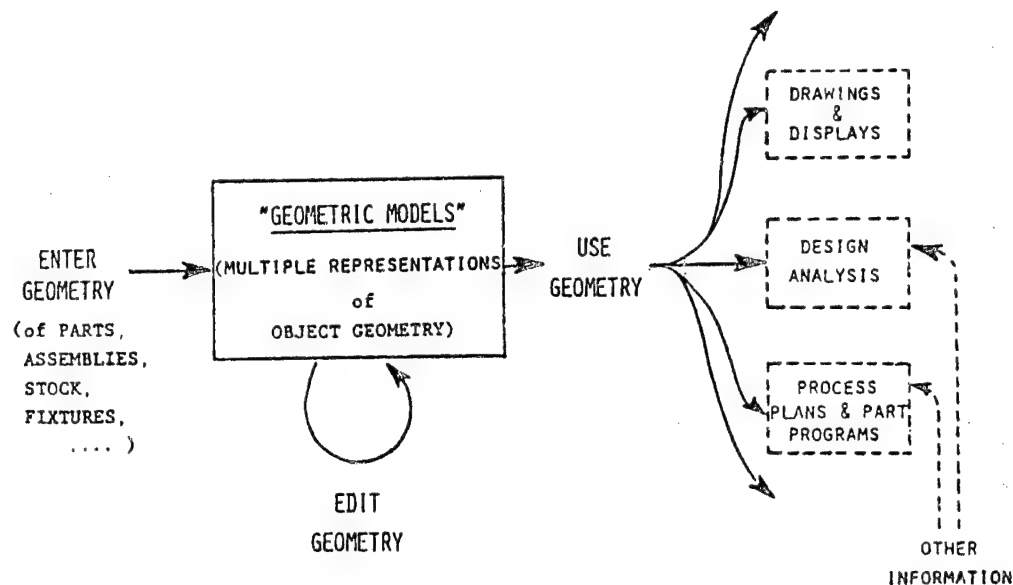 ENTER
GEOMETRY
(of PARTS,
ASSEMBLIES,
STOCK,
FIXTURES,
.... )
"GEOMETRIC MODELS"
(MULTIPLE REPRESENTATIONS
of
OBJECT GEOMETRY)
EDIT
GEOMETRY
USE
GEOMETRY
DRAWINGS
&
DISPLAYS
DESIGN
ANALYSIS
PROCESS
PLANS & PART
PROGRAMS
OTHER
INFORMATION